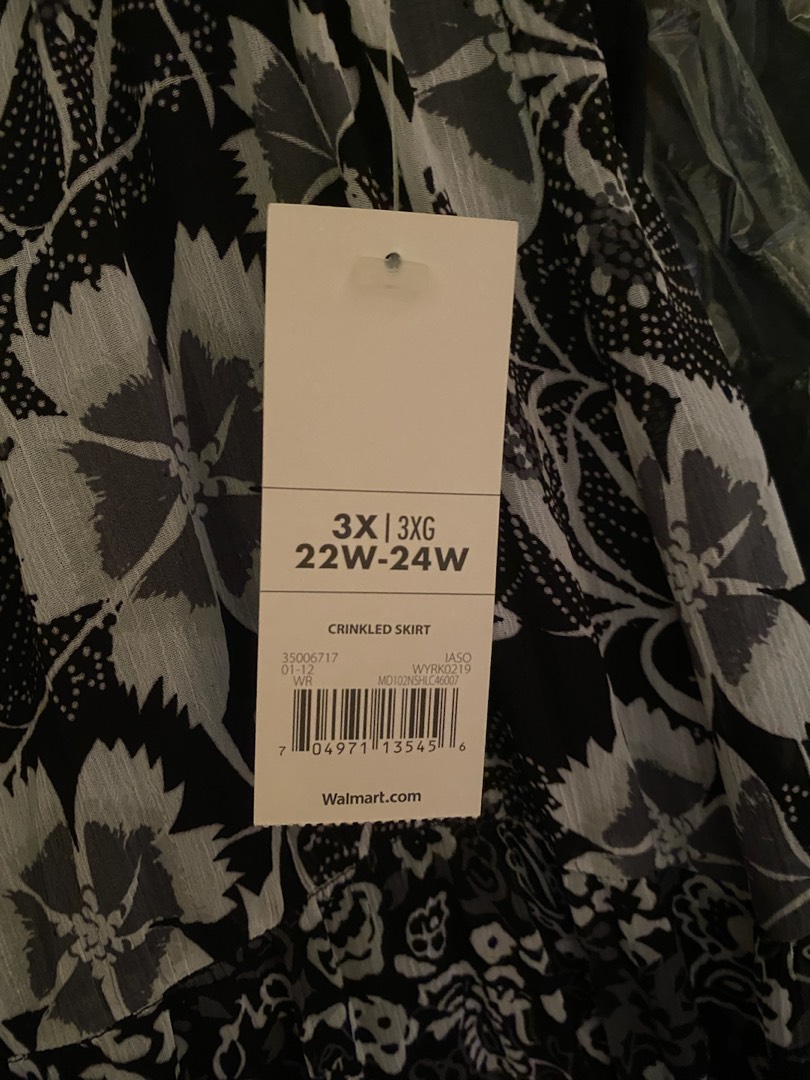 3X | 3XG
22W-24W
CRINKLED SKIRT
35006717 IASO
01-12 WYRK0219
WR MD102NSHLC46007
7 04971 13545 6
Walmart.com